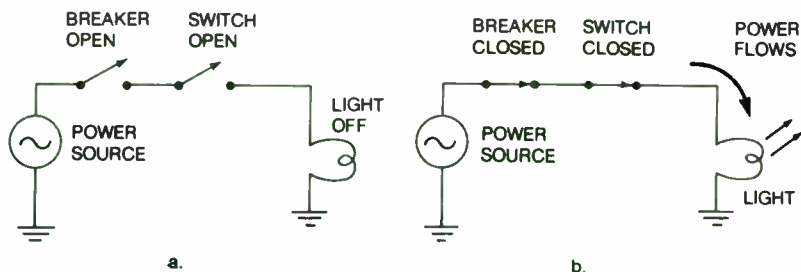 BREAKER
OPEN
SWITCH
OPEN
POWER
SOURCE
LIGHT
OFF
a.
BREAKER
CLOSED
SWITCH
CLOSED
POWER
FLOWS
POWER
SOURCE
LIGHT
b.